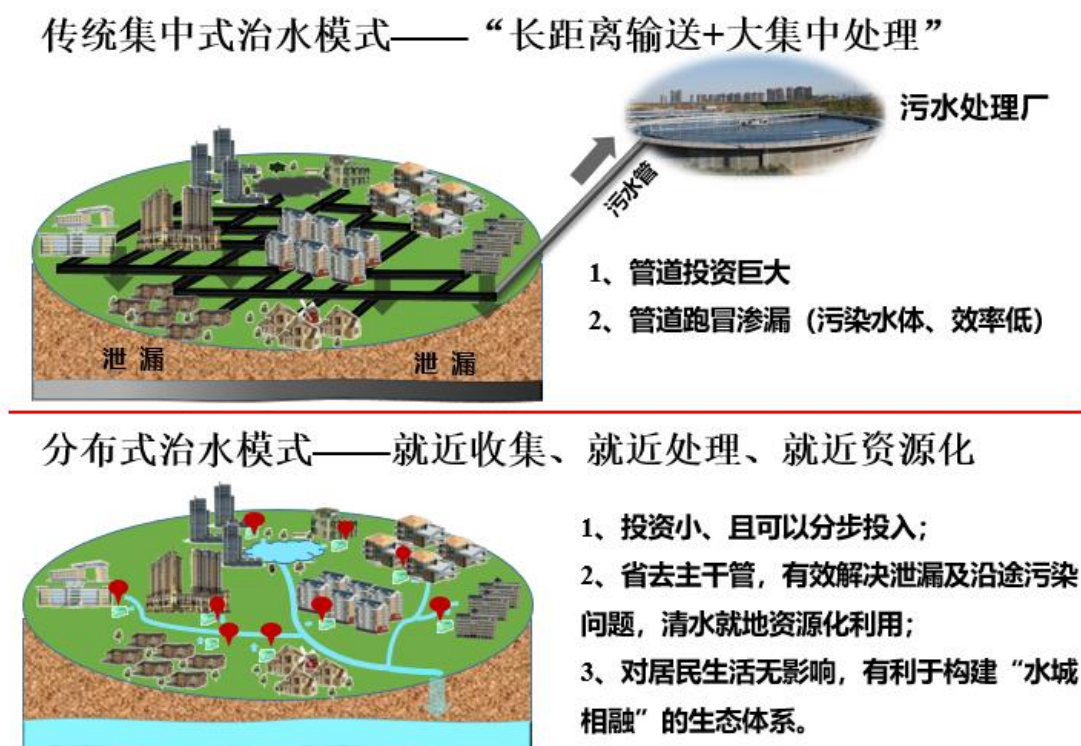 传统集中式治水模式——“长距离输送+大集中处理”
污水处理厂
污水管
1、管道投资巨大
2、管道跑冒渗漏（污染水体、效率低）
泄漏
泄漏
分布式治水模式——就近收集、就近处理、就近资源化
1、投资小、且可以分步投入；
2、省去主干管，有效解决泄漏及沿途污染
问题，清水就地资源化利用；
3、对居民生活无影响，有利于构建“水城
相融”的生态体系。